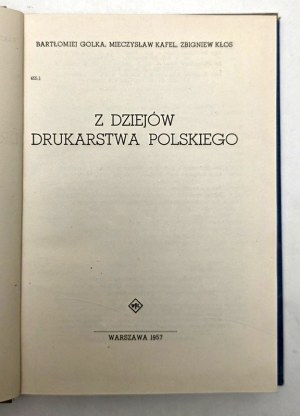 BARTŁOMIEJ GOLKA, MIECZYSŁAW KAFEL, ZBIGNIEW KŁOS
Z DZIEJÓW
DRUKARSTWA POLSKIEGO
WARSZAWA 1957